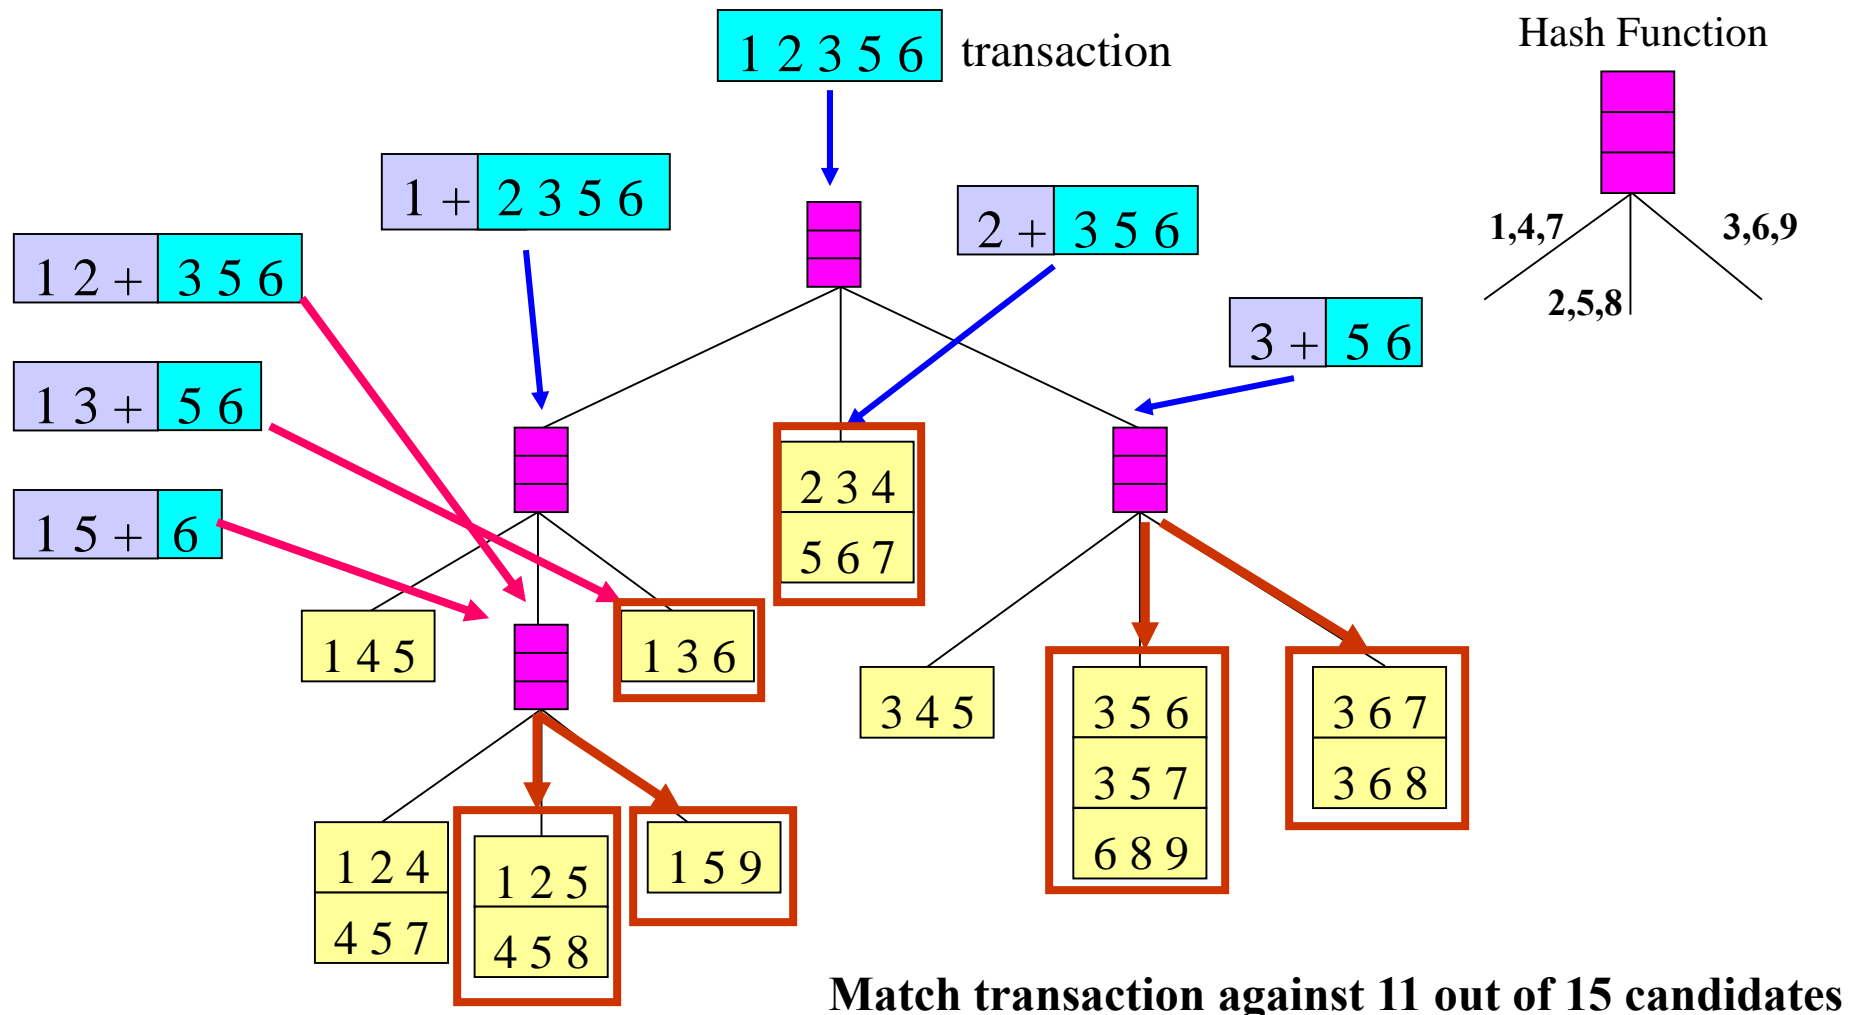 1 2 3 5 6 transaction
Hash Function
1 + 2 3 5 6
2 + 3 5 6
1,4,7
3,6,9
2,5,8
1 2 + 3 5 6
3 + 5 6
1 3 + 5 6
1 5 + 6
2 3 4
5 6 7
1 4 5
1 3 6
3 4 5
3 5 6
3 5 7
6 8 9
3 6 7
3 6 8
1 2 4
4 5 7
1 2 5
4 5 8
1 5 9
Match transaction against 11 out of 15 candidates